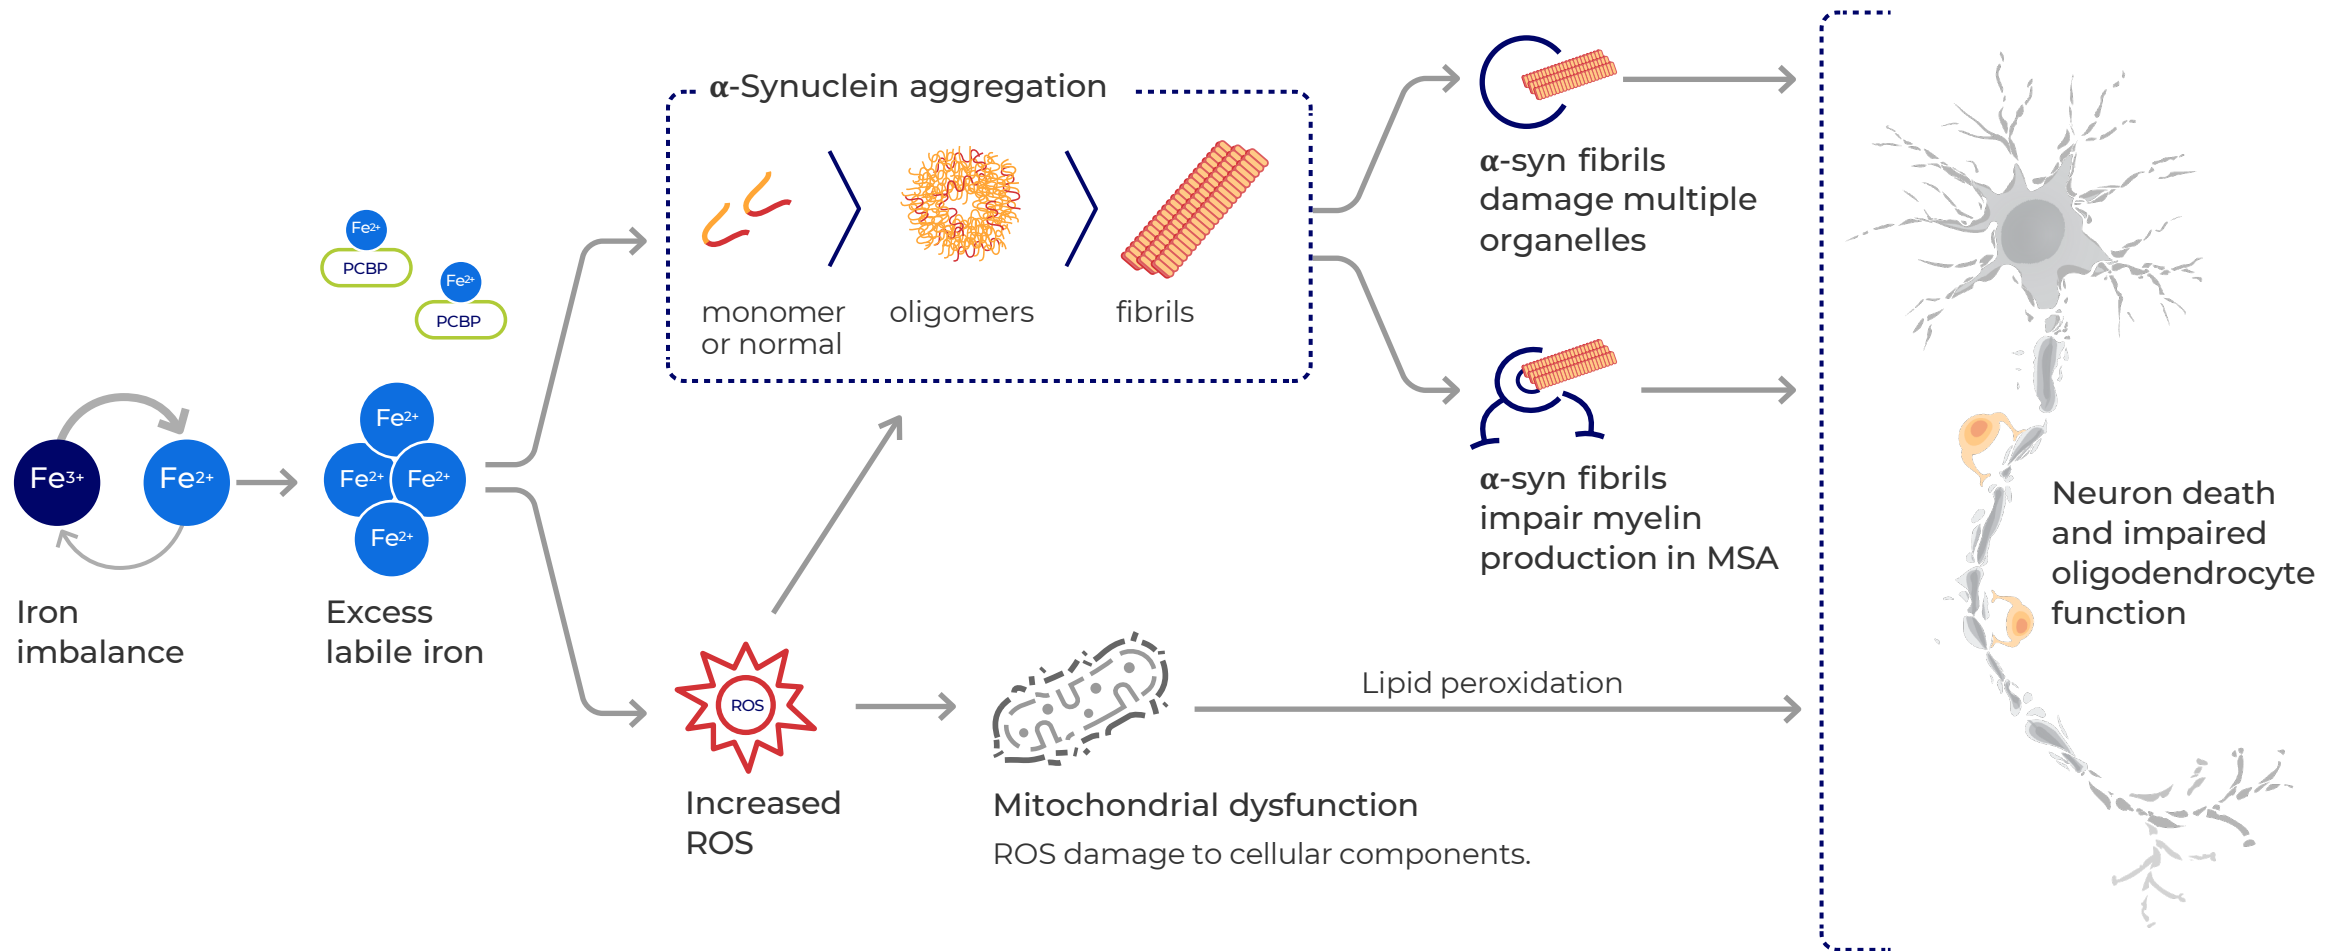 Fe3+
Fe2+
Iron
imbalance
Fe2+
PCBP
Fe2+
PCBP
Fe2+
Fe2+
Fe2+
Fe2+
Excess
labile iron
α-Synuclein aggregation
monomer
or normal
oligomers
fibrils
ROS
Increased
ROS
Mitochondrial dysfunction
ROS damage to cellular components.
Lipid peroxidation
α-syn fibrils
damage multiple
organelles
α-syn fibrils
impair myelin
production in MSA
Neuron death
and impaired
oligodendrocyte
function